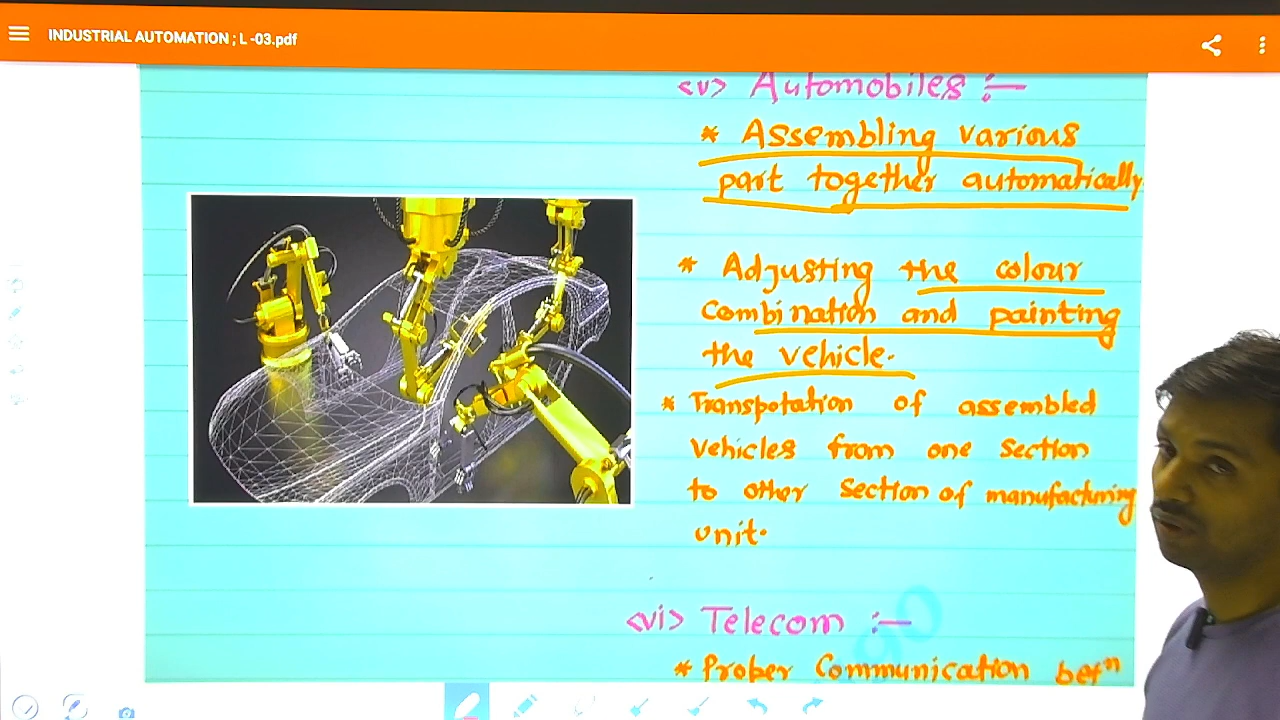 INDUSTRIAL AUTOMATION ; L -03.pdf
<v> Automobiles :-
* Assembling various
part together automatically
* Adjusting the colour
combination and painting
the vehicle.
* Transpotation of assembled
vehicles from one section
to other section of manufacturing
unit.
<vi> Telecom :-
* Proper Communication betn